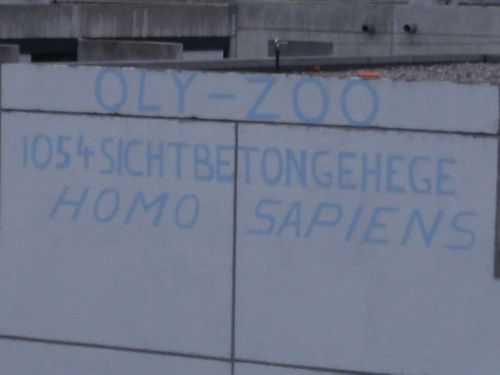 OLY-ZOO
1054 SICHTBETONGEHEGE
HOMO SAPIENS